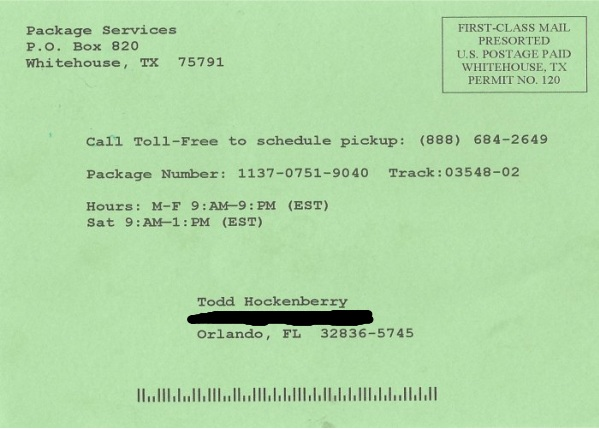 Package Services
P.O. Box 820
Whitehouse, TX 75791
FIRST-CLASS MAIL
PRESORTED
U.S. POSTAGE PAID
WHITEHOUSE, TX
PERMIT NO. 120
Call Toll-Free to schedule pickup: (888) 684-2649
Package Number: 1137-0751-9040 Track:03548-02
Hours: M-F 9:AM—9:PM (EST)
Sat 9:AM—1:PM (EST)
Todd Hockenberry
Orlando, FL 32836-5745